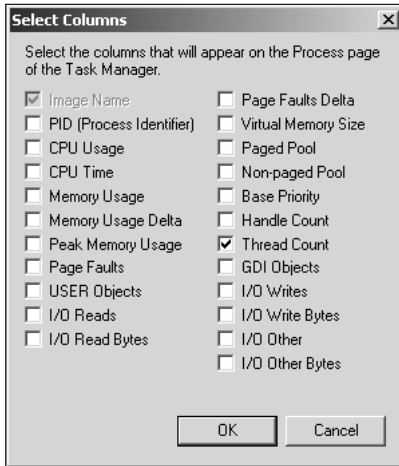 Select Columns
Select the columns that will appear on the Process page
of the Task Manager.
Image Name
PID (Process Identifier)
CPU Usage
CPU Time
Memory Usage
Memory Usage Delta
Peak Memory Usage
Page Faults
USER Objects
I/O Reads
I/O Read Bytes
Page Faults Delta
Virtual Memory Size
Paged Pool
Non-paged Pool
Base Priority
Handle Count
Thread Count
GDI Objects
I/O Writes
I/O Write Bytes
I/O Other
I/O Other Bytes
OK
Cancel